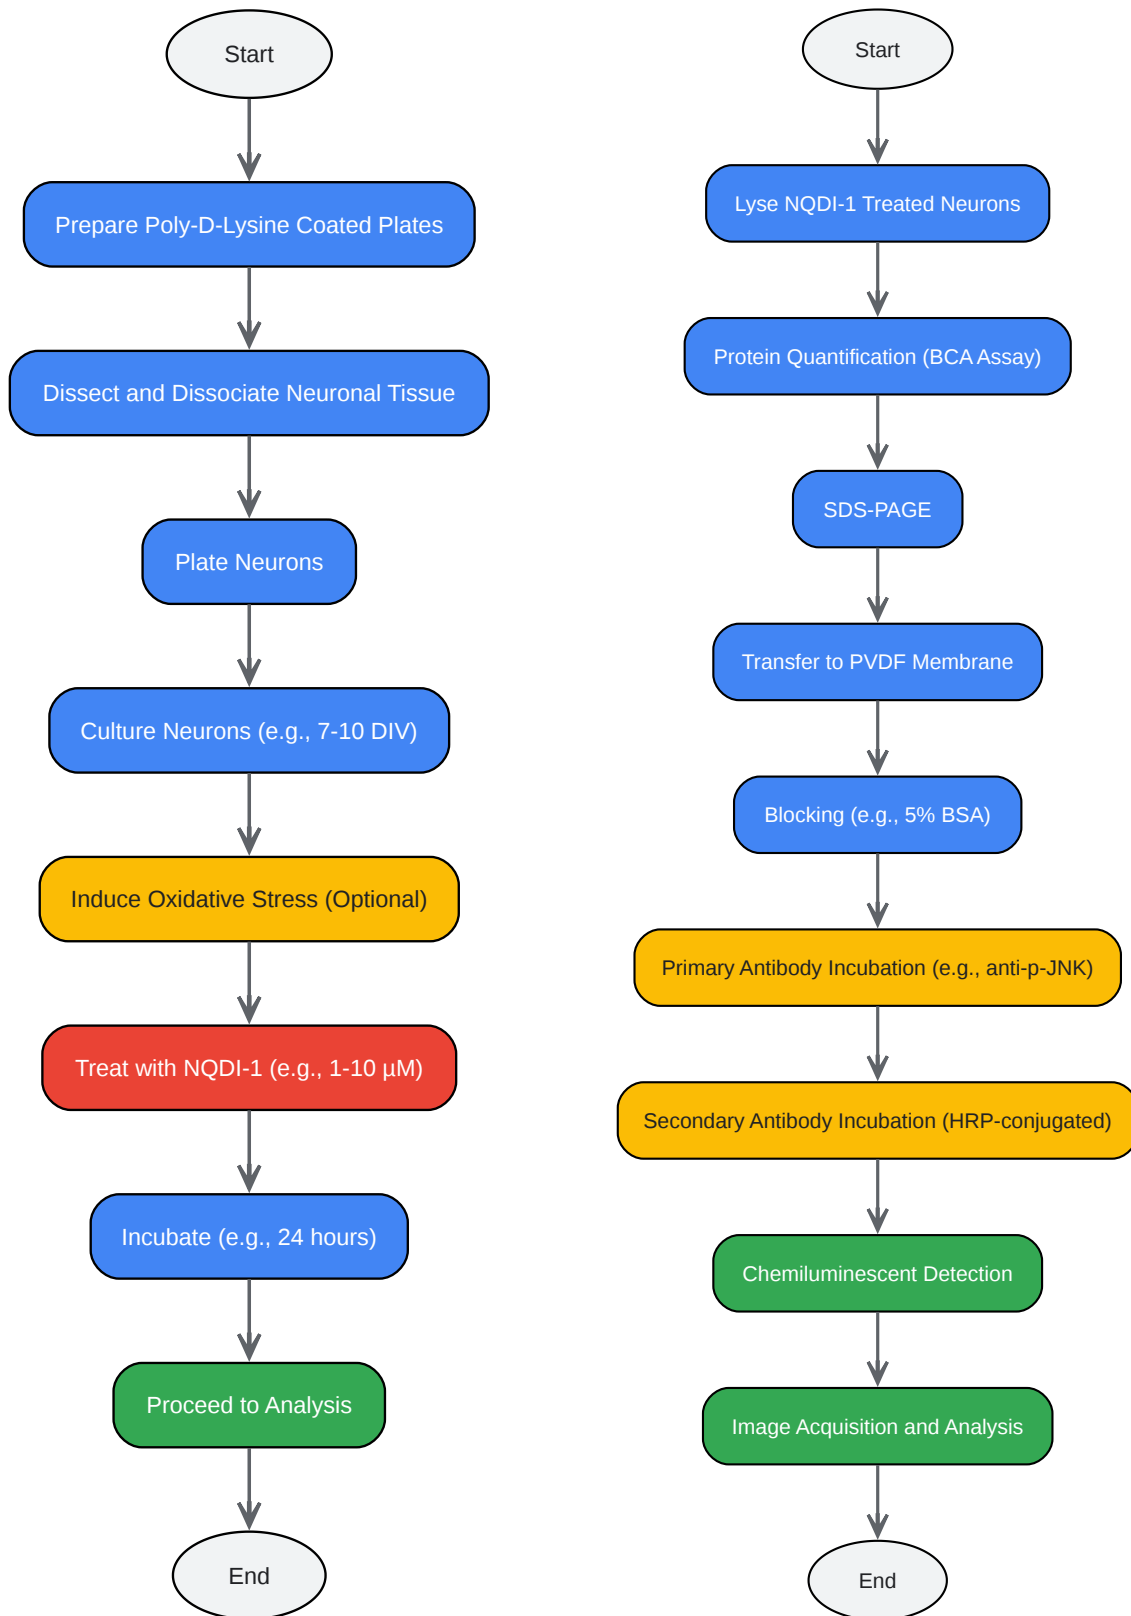 Start
Prepare Poly-D-Lysine Coated Plates
Dissect and Dissociate Neuronal Tissue
Plate Neurons
Culture Neurons (e.g., 7-10 DIV)
Induce Oxidative Stress (Optional)
Treat with NQDI-1 (e.g., 1-10 µM)
Incubate (e.g., 24 hours)
Proceed to Analysis
End
Start
Lyse NQDI-1 Treated Neurons
Protein Quantification (BCA Assay)
SDS-PAGE
Transfer to PVDF Membrane
Blocking (e.g., 5% BSA)
Primary Antibody Incubation (e.g., anti-p-JNK)
Secondary Antibody Incubation (HRP-conjugated)
Chemiluminescent Detection
Image Acquisition and Analysis
End